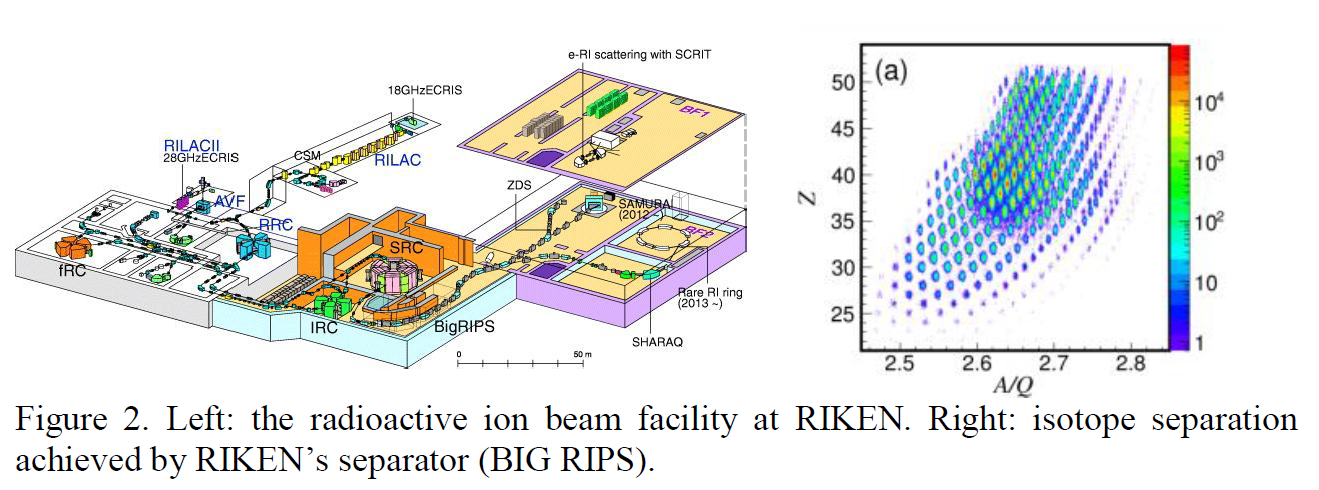 e-RI scattering with SCRIT
18GHzECRIS
BF1
RILACII
28GHzECRIS
CSM
RILAC
AVF
ZDS
SAMURAI
(2012
RRC
SRC
fRC
Rare RI ring
(2013 ~)
IRC
BigRIPS
SHARAQ
0 50 m
(a)
50
45
40
35
30
25
Z
2.5 2.6 2.7 2.8
A/Q
10⁴
10³
10²
10
1
Figure 2. Left: the radioactive ion beam facility at RIKEN. Right: isotope separation
achieved by RIKEN’s separator (BIG RIPS).